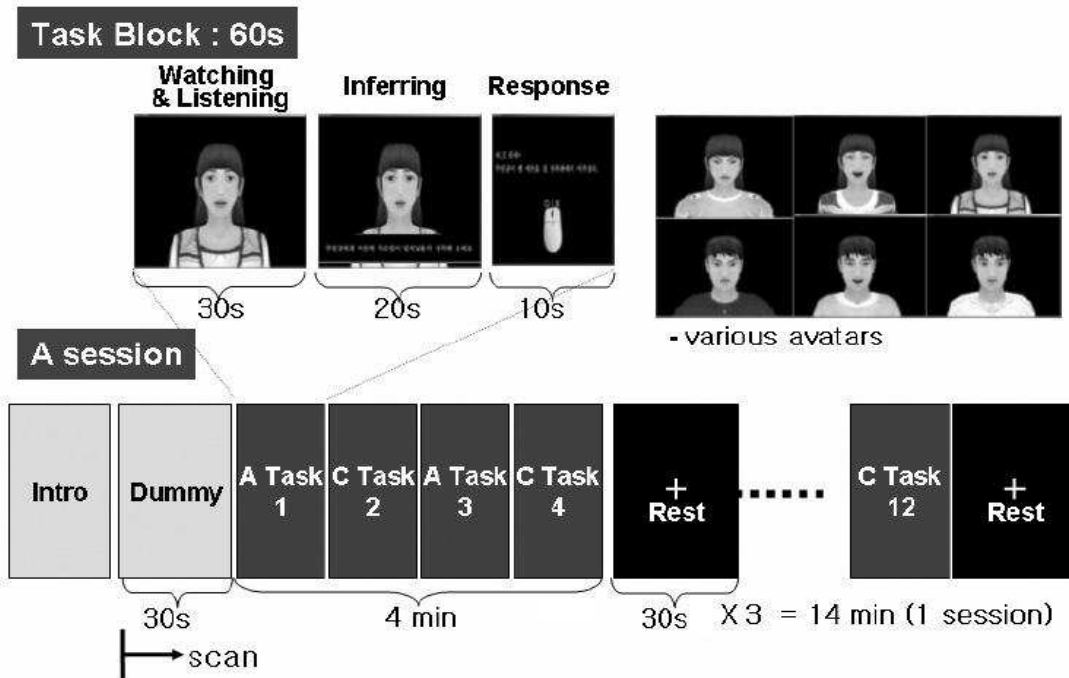 Task Block : 60s
Watching
& Listening
Inferring
Response
30s
20s
10s
- various avatars
A session
Intro
Dummy
A Task
1
C Task
2
A Task
3
C Task
4
+
Rest
C Task
12
+
Rest
30s
4 min
30s
X 3 = 14 min (1 session)
scan